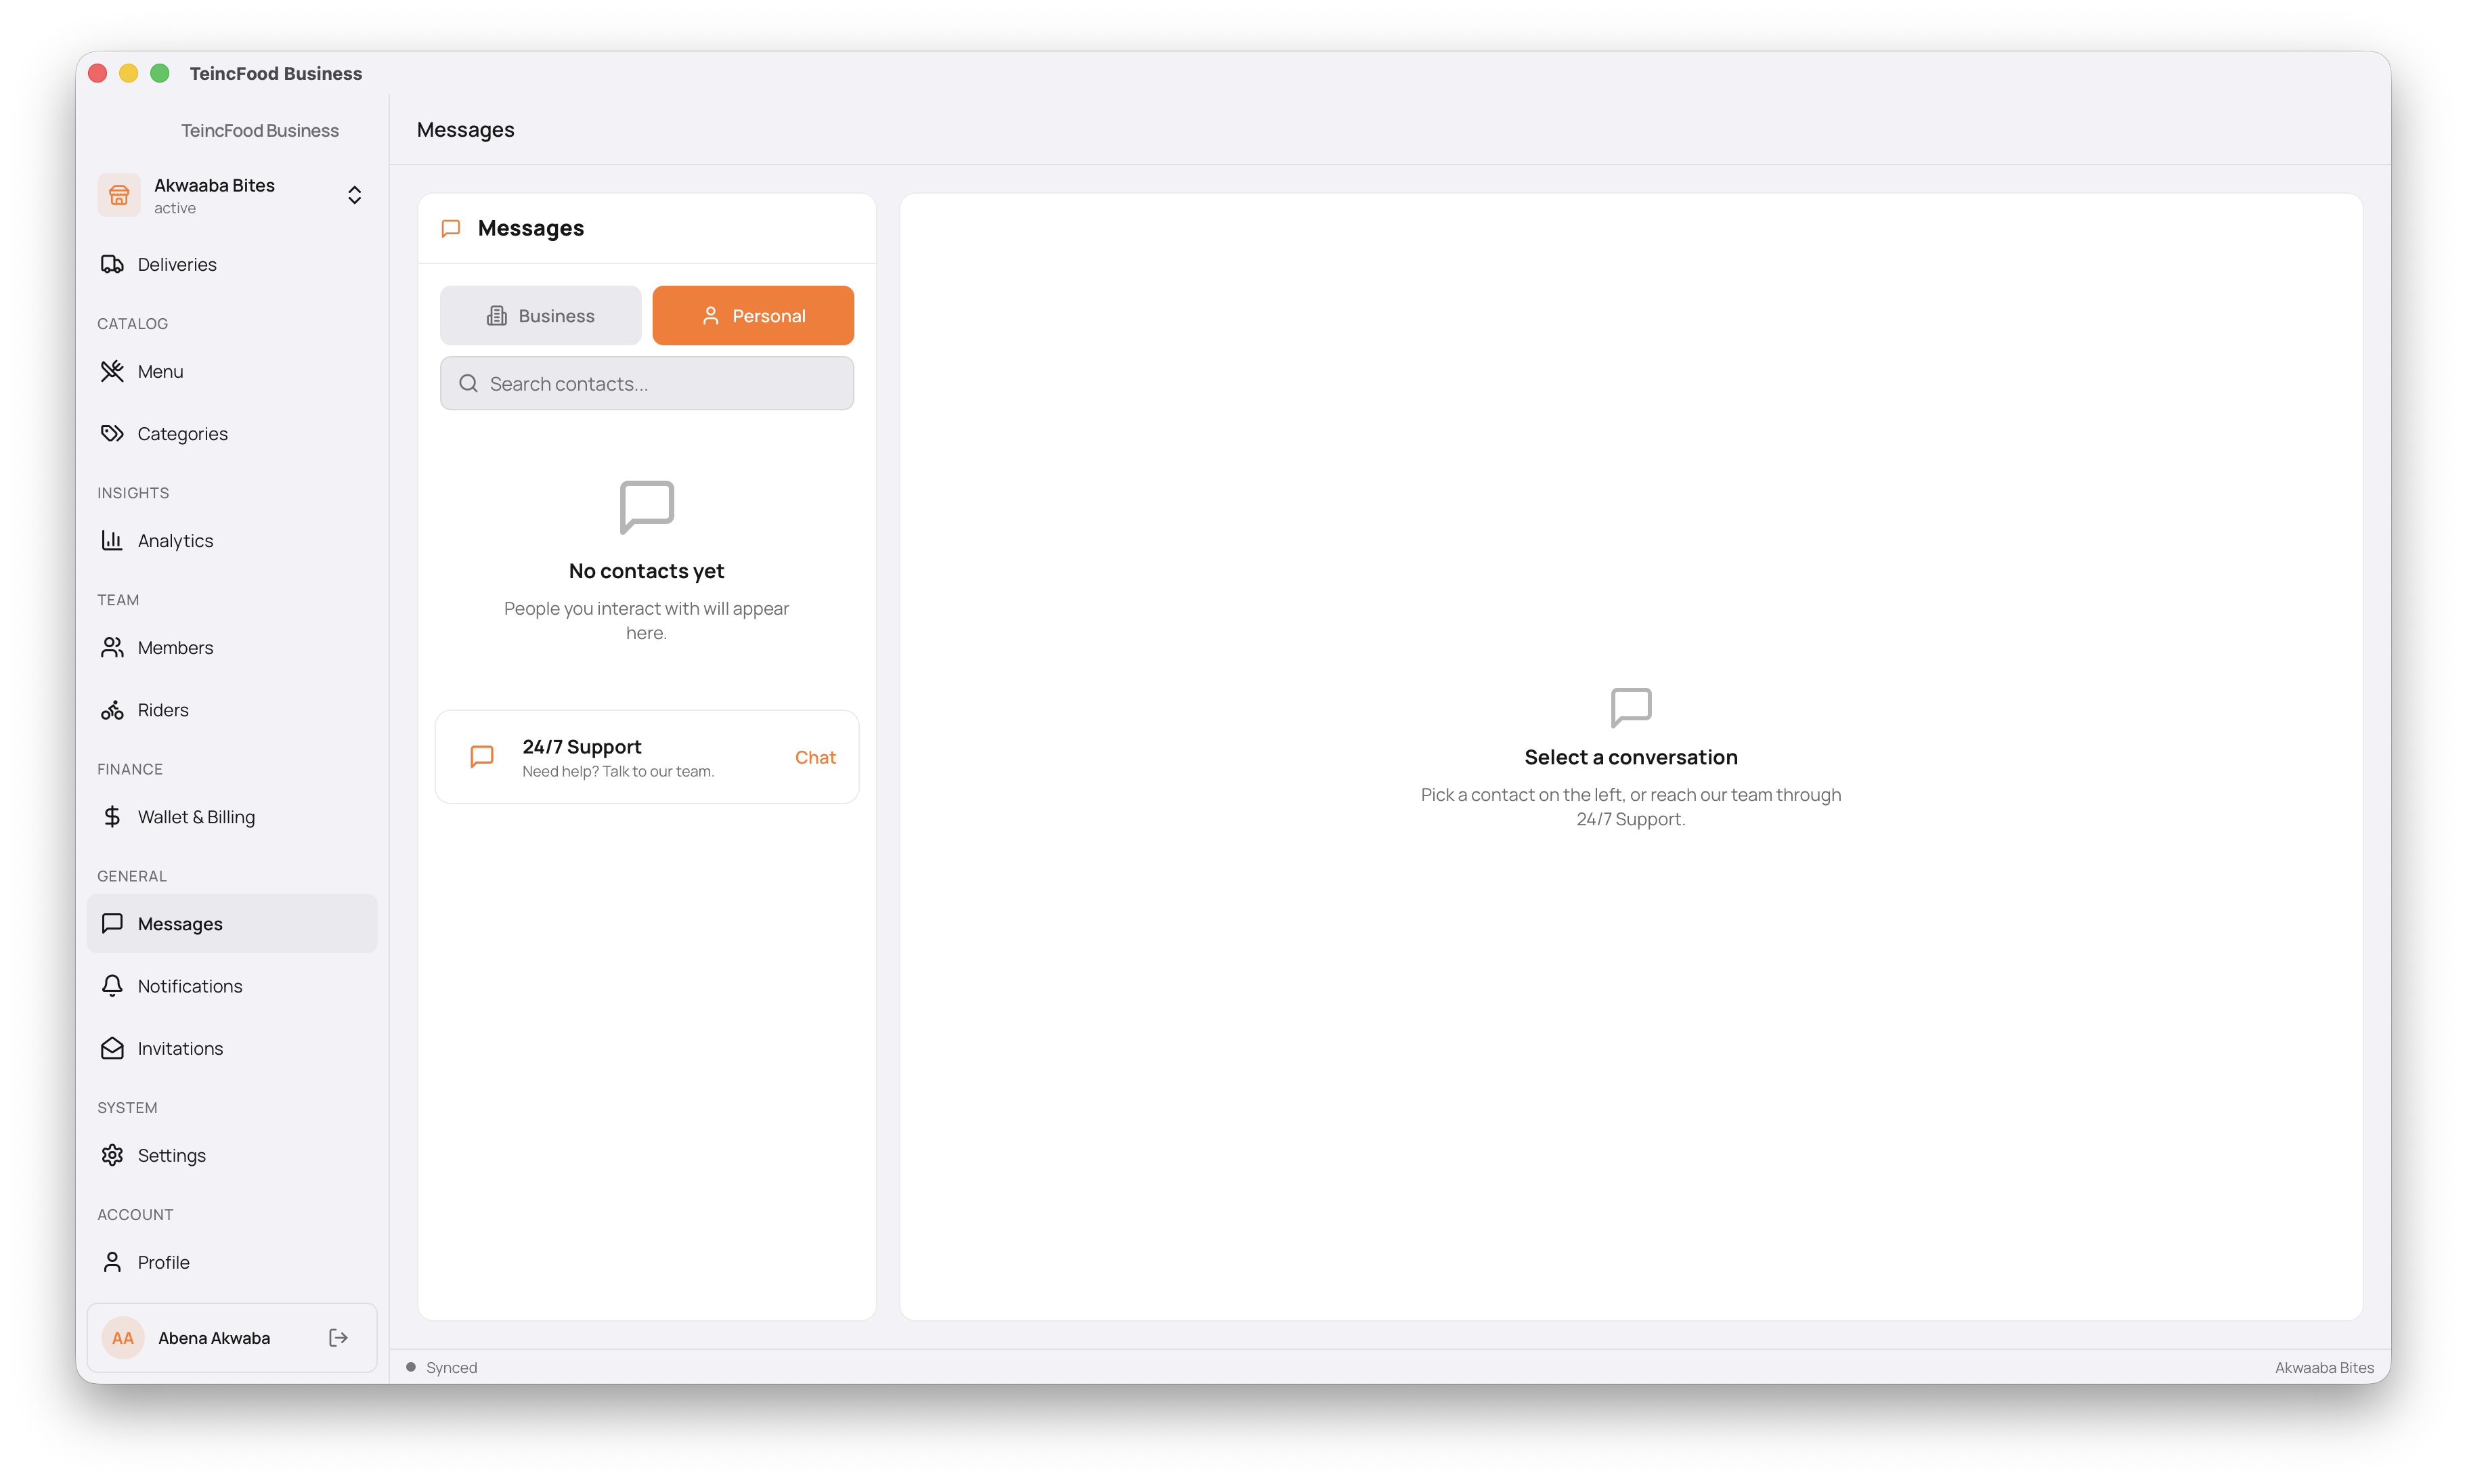 TeincFood Business
TeincFood Business
Akwaaba Bites
active
Deliveries
CATALOG
Menu
Categories
INSIGHTS
Analytics
TEAM
Members
Riders
FINANCE
Wallet & Billing
GENERAL
Messages
Notifications
Invitations
SYSTEM
Settings
ACCOUNT
Profile
AA
Abena Akwaba
Messages
Messages
Business
Personal
Search contacts...
No contacts yet
People you interact with will appear
here.
24/7 Support
Need help? Talk to our team.
Chat
Select a conversation
Pick a contact on the left, or reach our team through
24/7 Support.
Synced
Akwaaba Bites